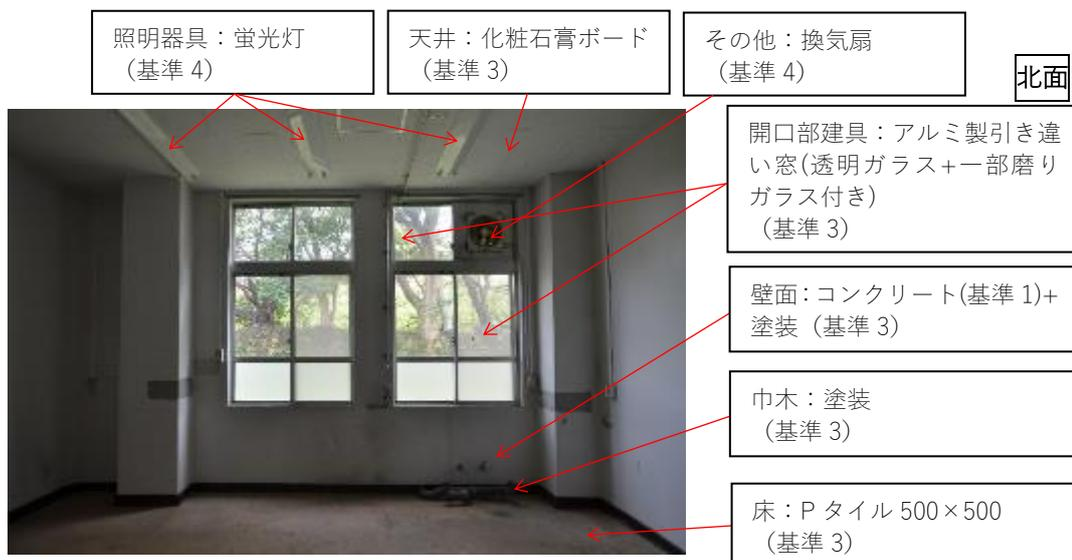 照明器具：蛍光灯
（基準 4）
天井：化粧石膏ボード
（基準 3）
その他：換気扇
（基準 4）
北面
開口部建具：アルミ製引き違
い窓(透明ガラス+一部磨り
ガラス付き)
（基準 3）
壁面：コンクリート(基準 1)+
塗装（基準 3）
巾木：塗装
（基準 3）
床：P タイル 500×500
（基準 3）